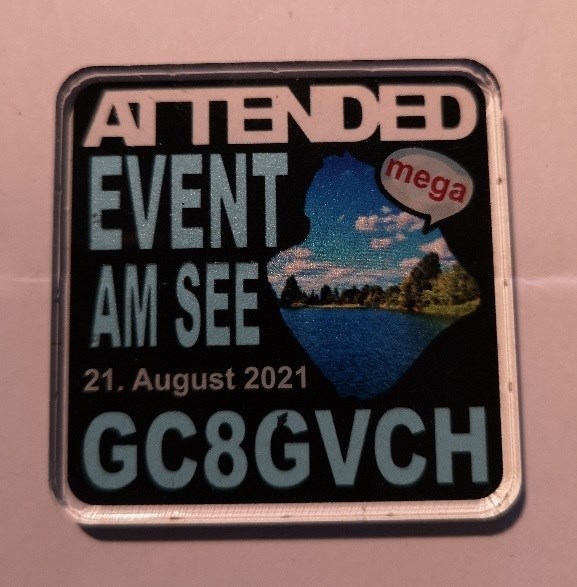 ATTENDED
mega
EVENT
AM SEE
21. August 2021
GC8GVCH